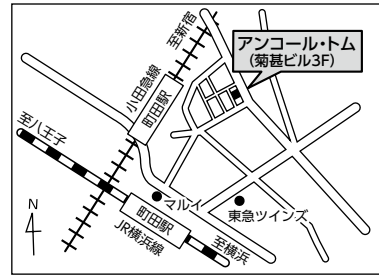 至新宿
アンコール・トム
(菊甚ビル3F)
小田急線
町田駅
至八王子
マルイ
東急ツインズ
町田駅
JR横浜線
至横浜
N